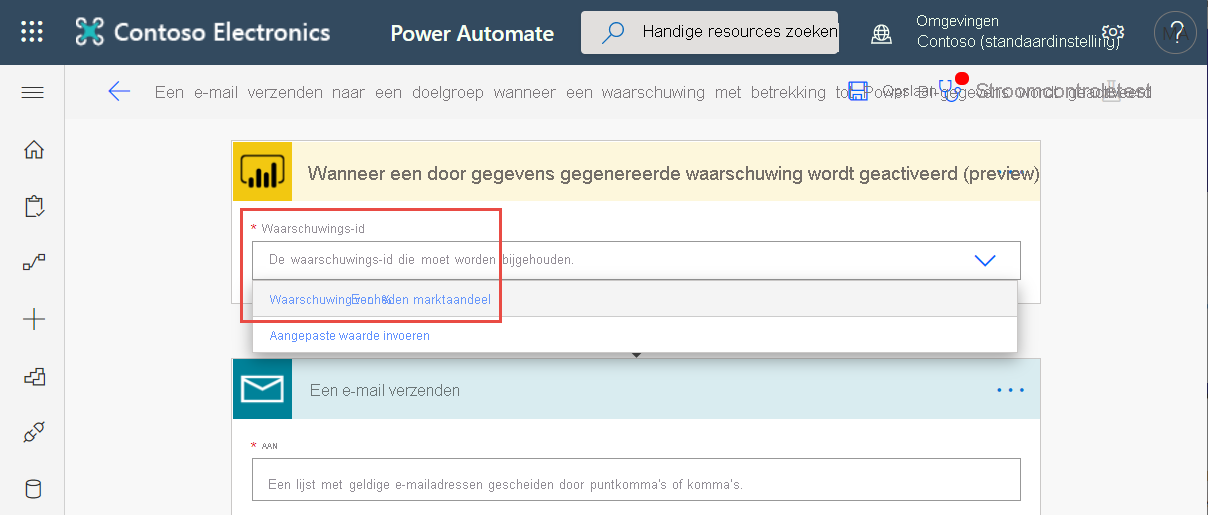 Contoso Electronics
Power Automate
Handige resources zoeken
Omgevingen
Contoso (standaardinstelling)
?
Een e-mail verzenden naar een doelgroep wanneer een waarschuwing met betrekking tot Power BI-gegevens wordt geactiveerd
Opslaan
Stroomcontrole
test
Wanneer een door gegevens gegenereerde waarschuwing wordt geactiveerd (preview)
* Waarschuwings-id
De waarschuwings-id die moet worden bijgehouden.
Waarschuwing Eenheden marktaandeel
Aangepaste waarde invoeren
Een e-mail verzenden
* AAN
Een lijst met geldige e-mailadressen gescheiden door puntkomma's of komma's.